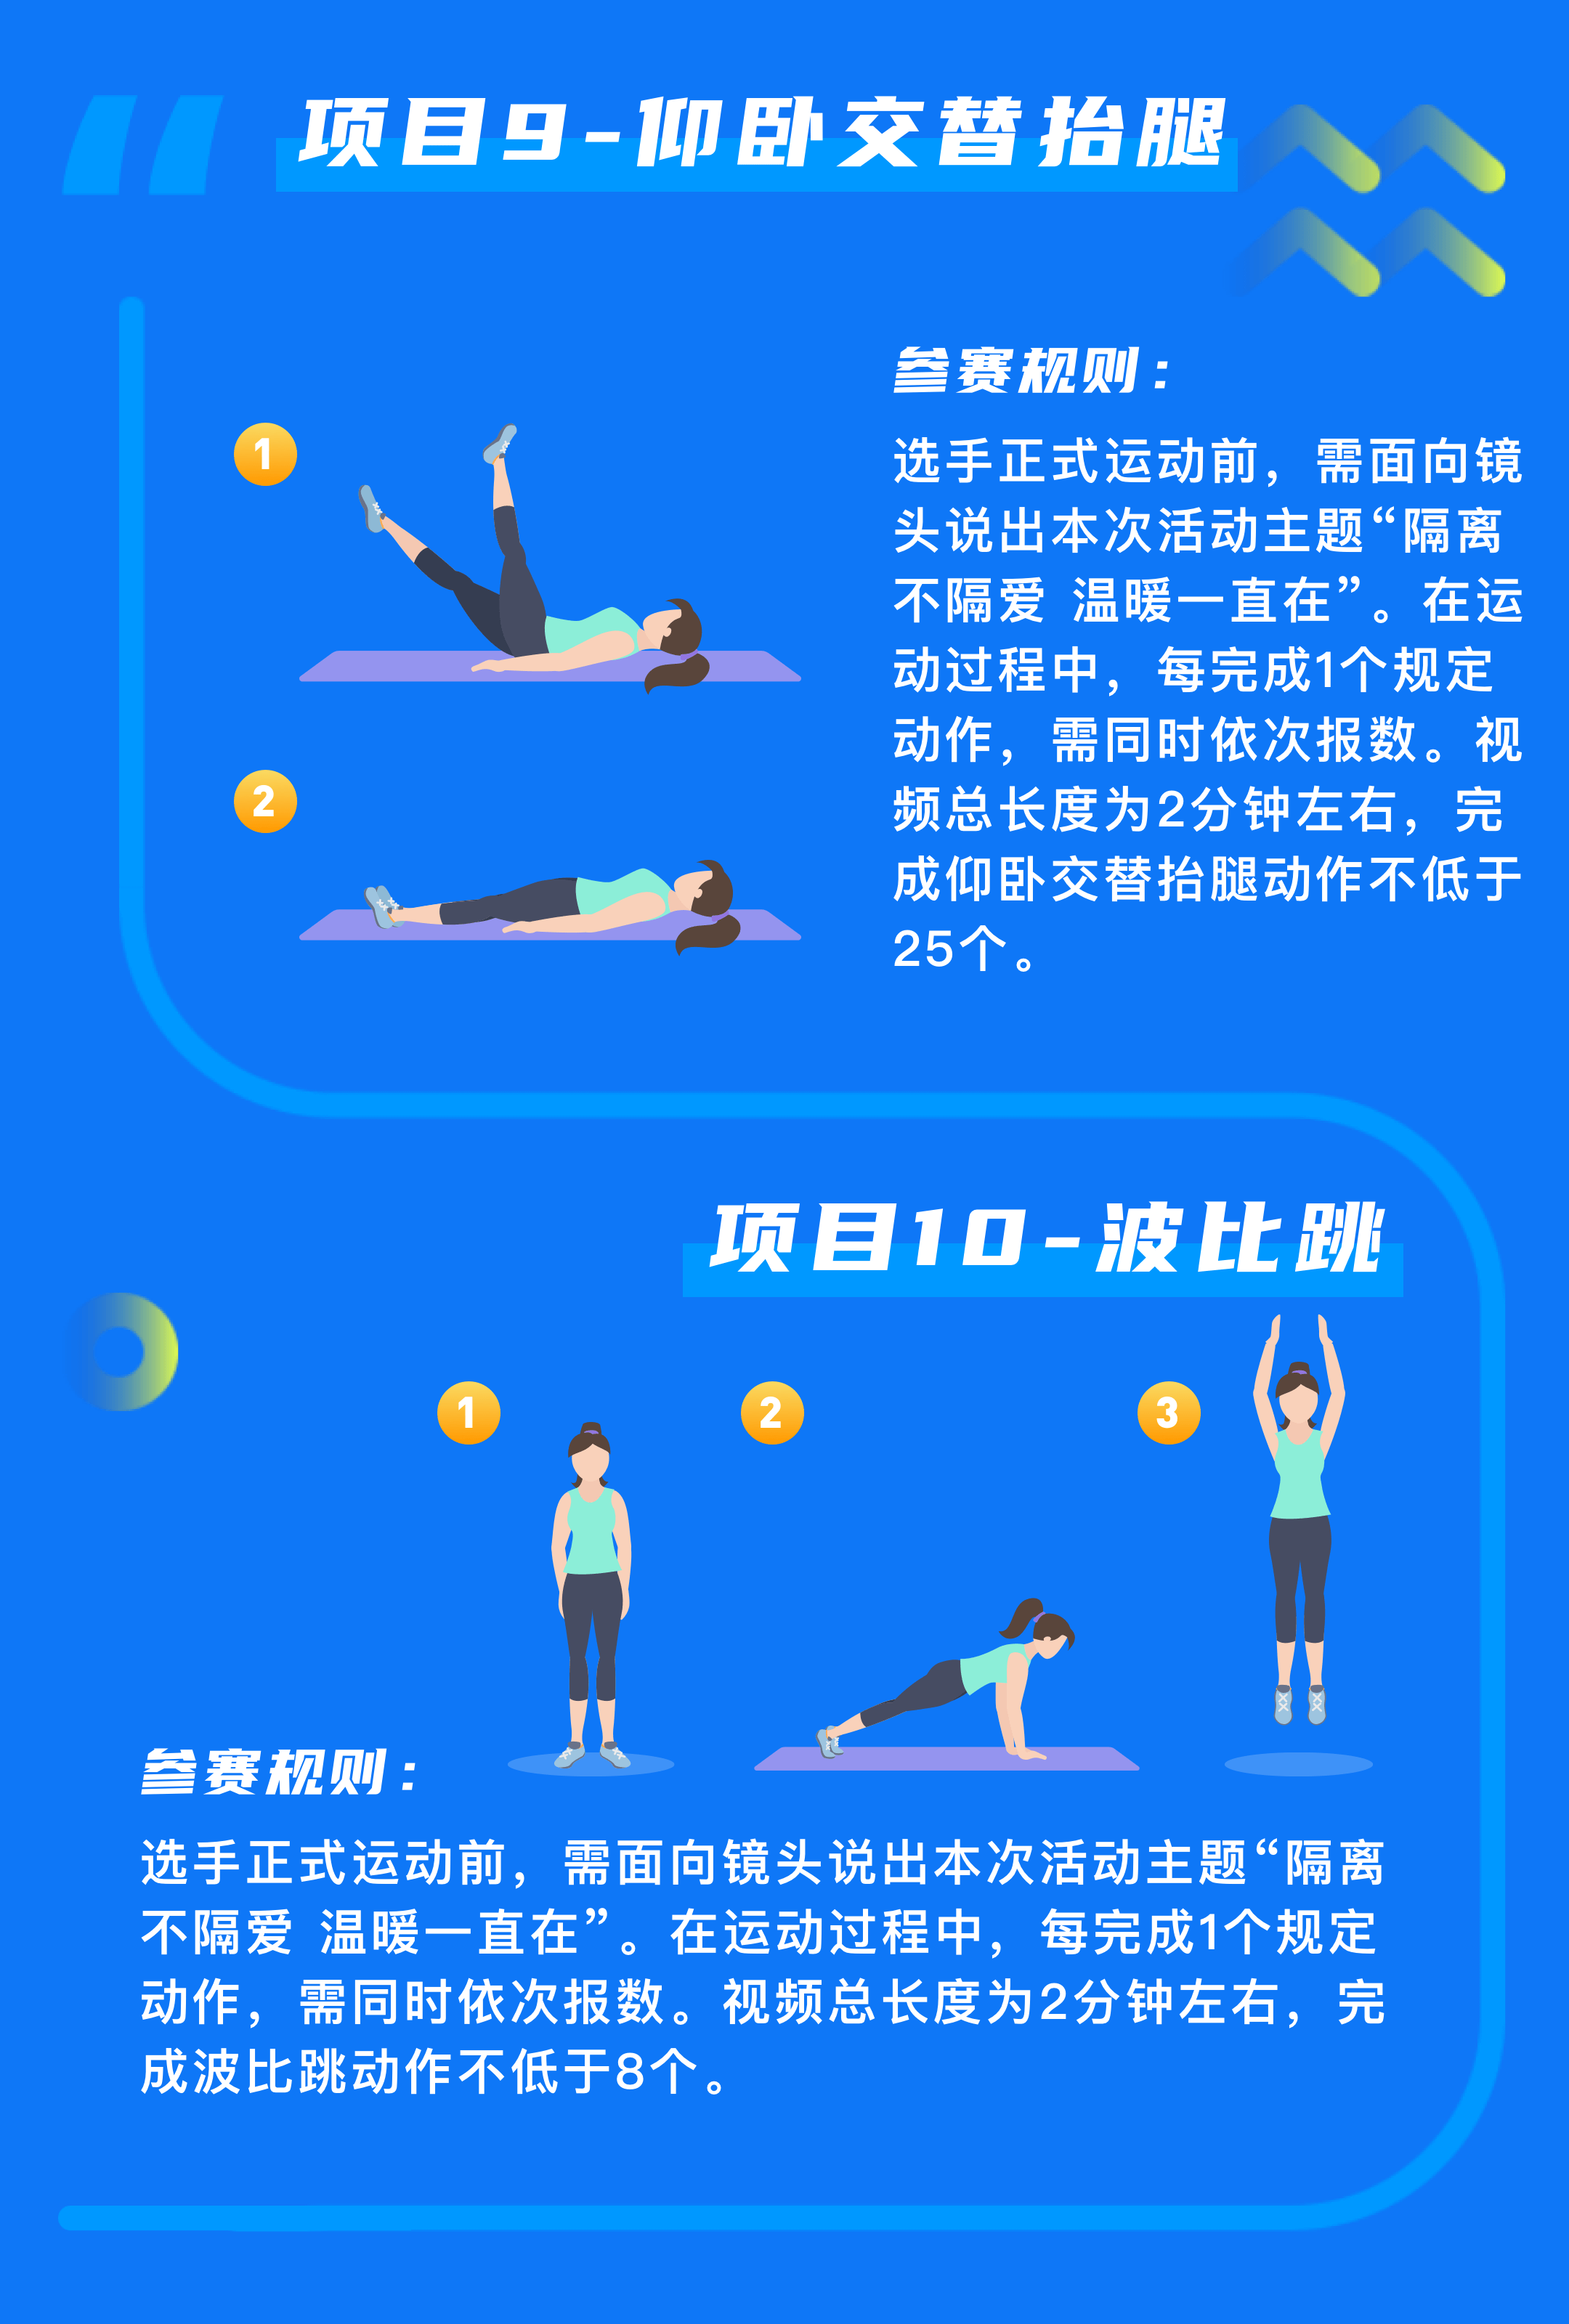 项目9-仰卧交替抬腿
参赛规则：
1
选手正式运动前，需面向镜
头说出本次活动主题“隔离
不隔爱 温暖一直在”。在运
动过程中，每完成1个规定
动作，需同时依次报数。视
2
频总长度为2分钟左右，完
成仰卧交替抬腿动作不低于
25个。
项目10-波比跳
1
2
3
参赛规则：
选手正式运动前，需面向镜头说出本次活动主题“隔离
不隔爱 温暖一直在”。在运动过程中，每完成1个规定
动作，需同时依次报数。视频总长度为2分钟左右，完
成波比跳动作不低于8个。